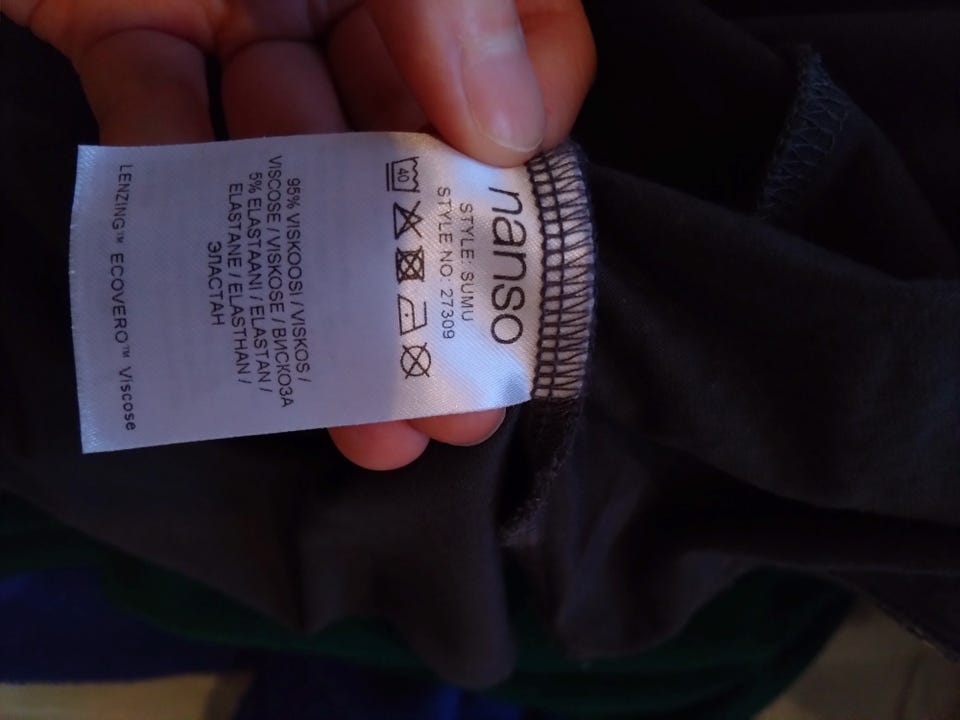 nanso
STYLE: SUMU
STYLE NO: 27309
40
95% VISKOOSI / VISKOS /
VISCOSE / VISKOSE / ВИСКОЗА
5% ELASTAANI / ELASTAN /
ELASTANE / ELASTHAN /
ЭЛАСТАН
LENZING™ ECOVERO™ Viscose